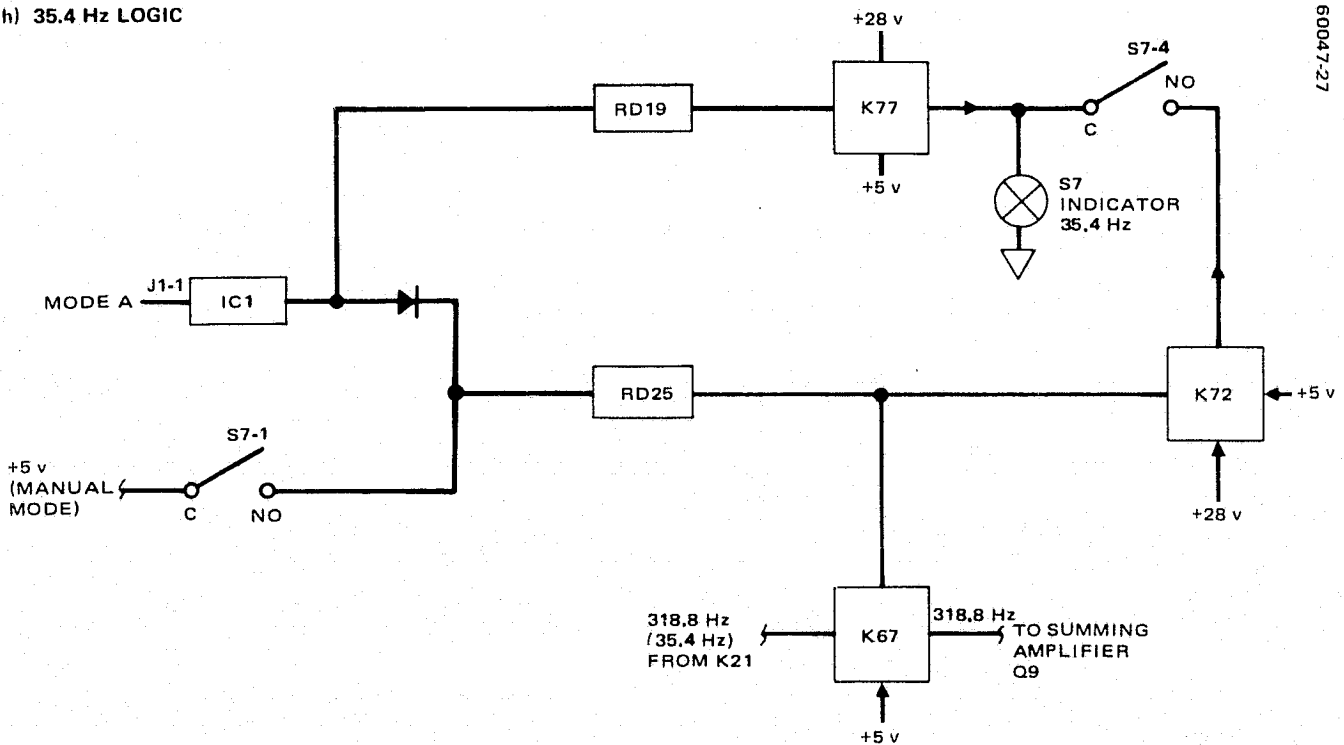 h) 35.4 Hz LOGIC
60047-27
+28 v
S7-4
NO
RD19
K77
C
+5 v
S7
INDICATOR
35.4 Hz
MODE A
J1-1
IC1
RD25
K72
+5 v
S7-1
+5 v
(MANUAL
MODE)
C
NO
+28 v
318.8 Hz
(35.4 Hz)
FROM K21
K67
318.8 Hz
TO SUMMING
AMPLIFIER
Q9
+5 v